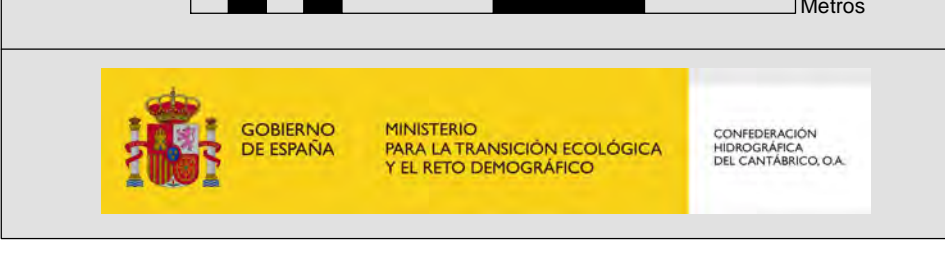 Metros
GOBIERNO
DE ESPAÑA
MINISTERIO
PARA LA TRANSICIÓN ECOLÓGICA
Y EL RETO DEMOGRÁFICO
CONFEDERACIÓN
HIDROGRÁFICA
DEL CANTÁBRICO, O.A.